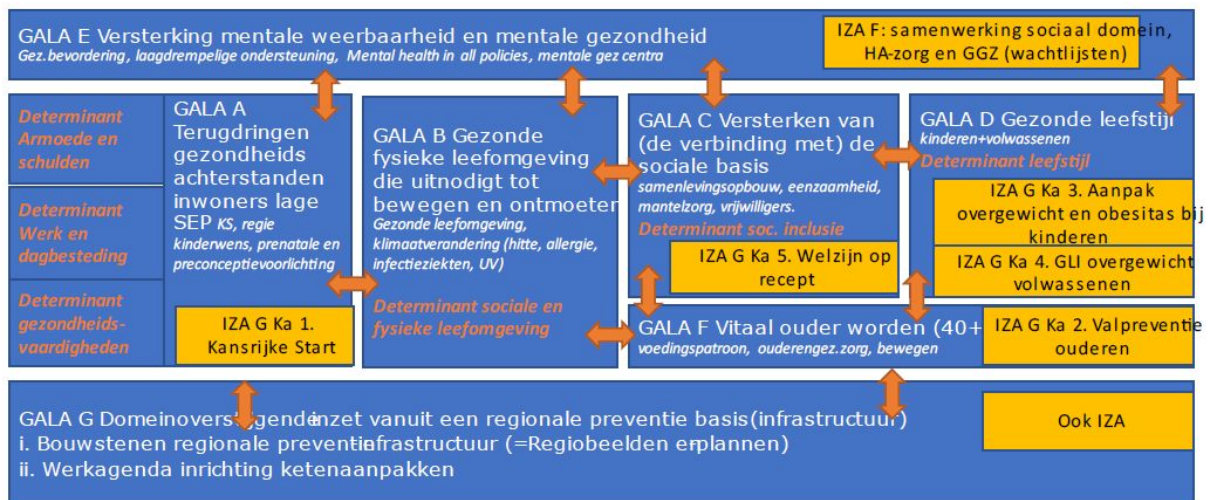 GALA E Versterking mentale weerbaarheid en mentale gezondheid
Gez.bevordering, laagdrempelige ondersteuning, Mental health in all policies, mentale gez centra
IZA F: samenwerking sociaal domein,
HA-zorg en GGZ (wachtlijsten)
Determinant
Armoede en
schulden
Determinant
Werk en
dagbesteding
Determinant
gezondheids-
vaardigheden
GALA A
Terugdringen
gezondheids
achterstanden
inwoners lage
SEP KS, regie
kinderwens, prenatale en
preconceptievoorlichting
IZA G Ka 1.
Kansrijke Start
GALA B Gezonde
fysieke leefomgeving
die uitnodigt tot
bewegen en ontmoeten
Gezonde leefomgeving,
klimaatverandering (hitte, allergie,
infectieziekten, UV)
Determinant sociale en
fysieke leefomgeving
GALA C Versterken van
(de verbinding met) de
sociale basis
samenlevingsopbouw, eenzaamheid,
mantelzorg, vrijwilligers.
Determinant soc. inclusie
IZA G Ka 5. Welzijn op
recept
GALA D Gezonde leefstijl
kinderen+volwassenen
Determinant leefstijl
IZA G Ka 3. Aanpak
overgewicht en obesitas bij
kinderen
IZA G Ka 4. GLI overgewicht
volwassenen
GALA F Vitaal ouder worden (40+
voedingspatroon, ouderengez.zorg, bewegen
IZA G Ka 2. Valpreventie
ouderen
GALA G Domeinoverstijgende inzet vanuit een regionale preventie basis(infrastructuur)
i. Bouwstenen regionale preventie-infrastructuur (=Regiobeelden en-plannen)
ii. Werkagenda inrichting ketenaanpakken
Ook IZA